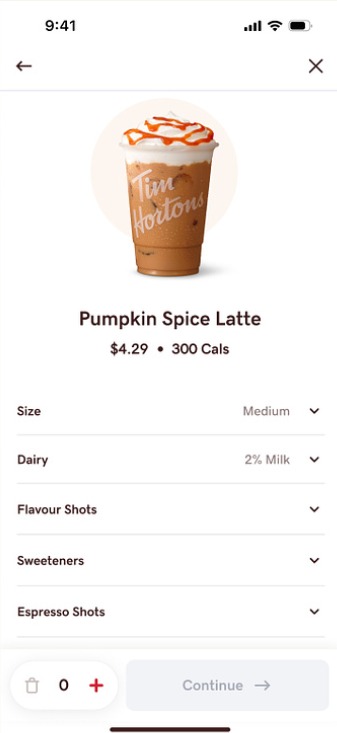 9:41
Tim
Hortons
Pumpkin Spice Latte
$4.29 • 300 Cals
Size Medium
Dairy 2% Milk
Flavour Shots
Sweeteners
Espresso Shots
0 + Continue →